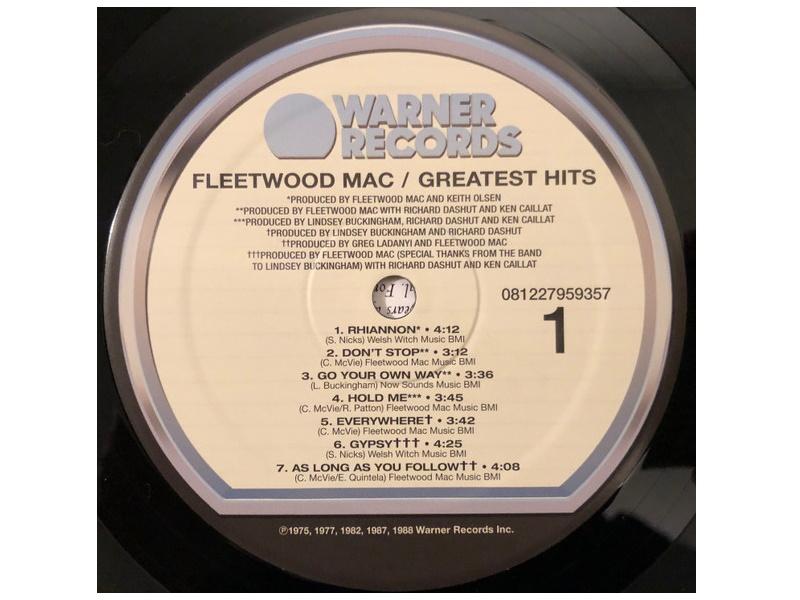 WARNER
RECORDS
FLEETWOOD MAC / GREATEST HITS
*PRODUCED BY FLEETWOOD MAC AND KEITH OLSEN
**PRODUCED BY FLEETWOOD MAC WITH RICHARD DASHUT AND KEN CAILLAT
***PRODUCED BY LINDSEY BUCKINGHAM, RICHARD DASHUT AND KEN CAILLAT
†PRODUCED BY LINDSEY BUCKINGHAM AND RICHARD DASHUT
††PRODUCED BY GREG LADANYI AND FLEETWOOD MAC
†††PRODUCED BY FLEETWOOD MAC (SPECIAL THANKS FROM THE BAND
TO LINDSEY BUCKINGHAM) WITH RICHARD DASHUT AND KEN CAILLAT
081227959357
1
1. RHIANNON* • 4:12
(S. Nicks) Welsh Witch Music BMI
2. DON'T STOP** • 3:12
(C. McVie) Fleetwood Mac Music BMI
3. GO YOUR OWN WAY** • 3:36
(L. Buckingham) Now Sounds Music BMI
4. HOLD ME*** • 3:45
(C. McVie/R. Patton) Fleetwood Mac Music BMI
5. EVERYWHERE† • 3:42
(C. McVie) Fleetwood Mac Music BMI
6. GYPSY††† • 4:25
(S. Nicks) Welsh Witch Music BMI
7. AS LONG AS YOU FOLLOW†† • 4:08
(C. McVie/E. Quintela) Fleetwood Mac Music BMI
℗1975, 1977, 1982, 1987, 1988 Warner Records Inc.